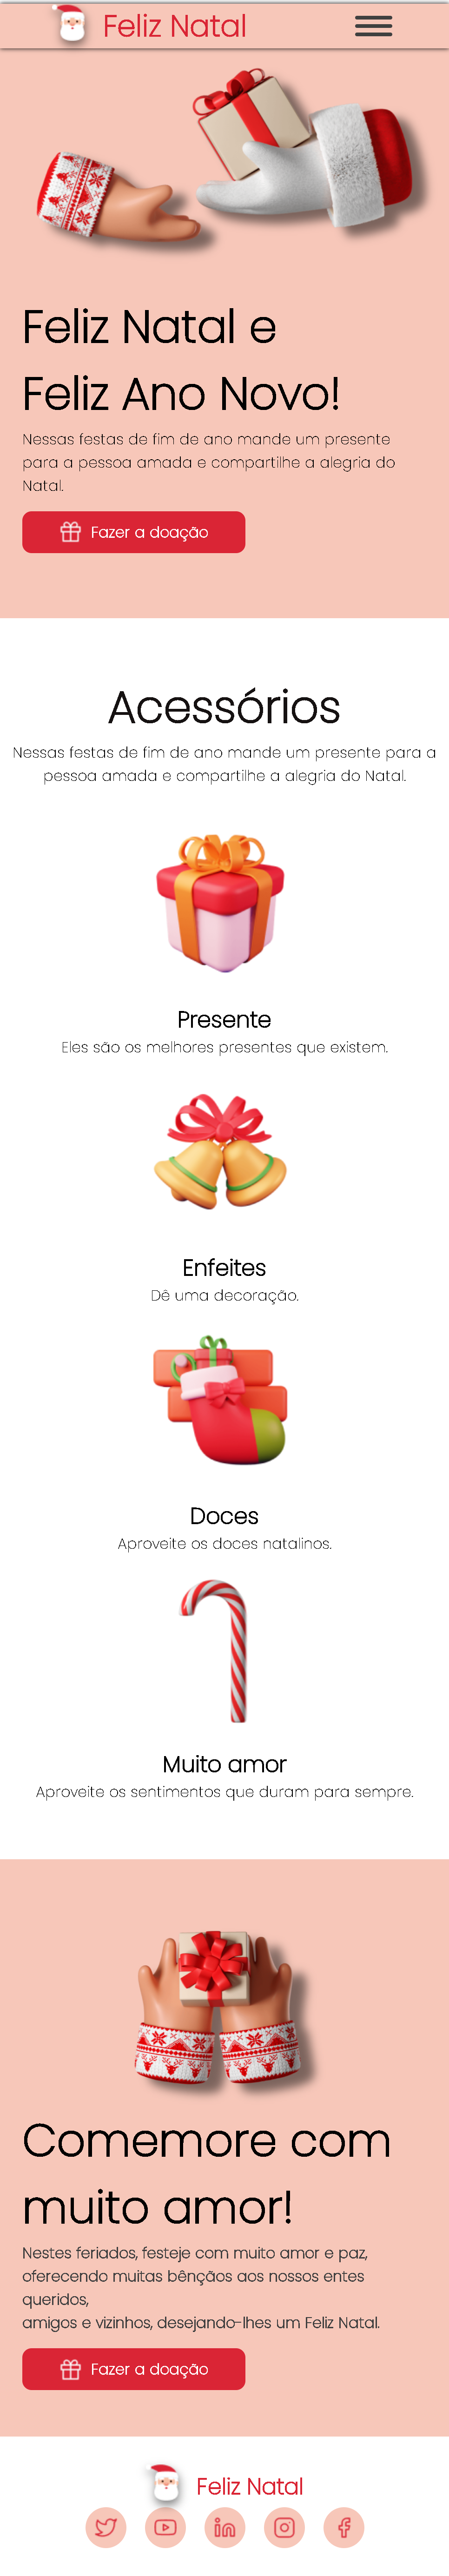 Feliz Natal
Feliz Natal e
Feliz Ano Novo!
Nessas festas de fim de ano mande um presente
para a pessoa amada e compartilhe a alegria do
Natal.
Fazer a doação
Acessórios
Nessas festas de fim de ano mande um presente para a
pessoa amada e compartilhe a alegria do Natal.
Presente
Eles são os melhores presentes que existem.
Enfeites
Dê uma decoração.
Doces
Aproveite os doces natalinos.
Muito amor
Aproveite os sentimentos que duram para sempre.
Comemore com
muito amor!
Nestes feriados, festeje com muito amor e paz,
oferecendo muitas bênçãos aos nossos entes
queridos,
amigos e vizinhos, desejando-lhes um Feliz Natal.
Fazer a doação
Feliz Natal